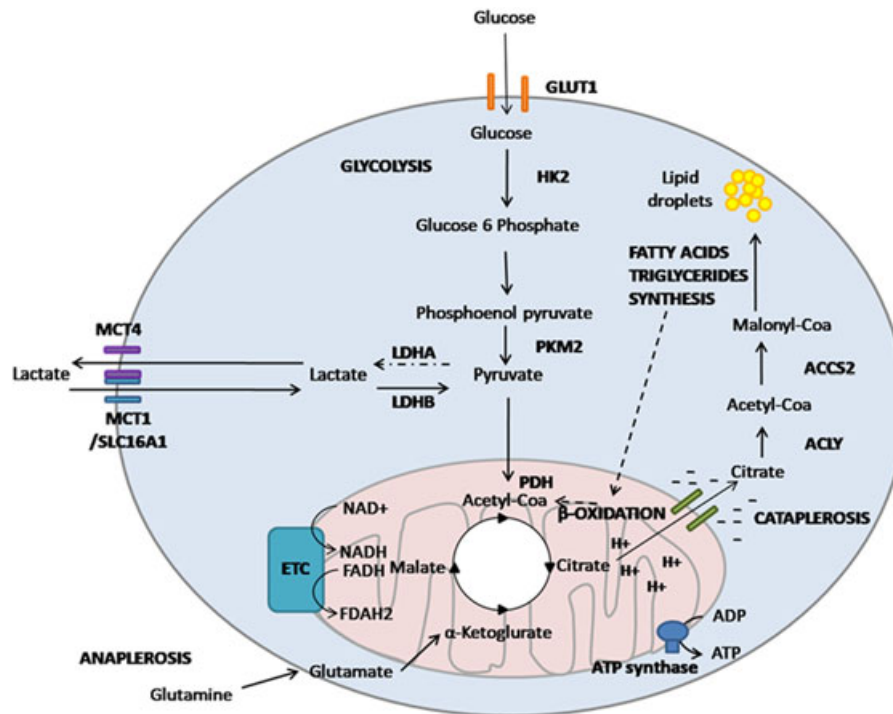 Glucose
GLUT1
Glucose
GLYCOLYSIS
HK2
Lipid
droplets
Glucose 6 Phosphate
FATTY ACIDS
TRIGLYCERIDES
SYNTHESIS
Phosphoenol pyruvate
Malonyl-Coa
MCT4
LDHA
PKM2
Lactate
Lactate
Pyruvate
ACCS2
LDHB
Acetyl-Coa
MCT1
/SLC16A1
ACLY
Citrate
PDH
Acetyl-Coa
β-OXIDATION
CATAPLEROSIS
NAD+
H+
NADH
ETC
FADH
Malate
Citrate
H+
H+
H+
FDAH2
α-Ketoglurate
ADP
ATP
ATP synthase
ANAPLEROSIS
Glutamate
Glutamine